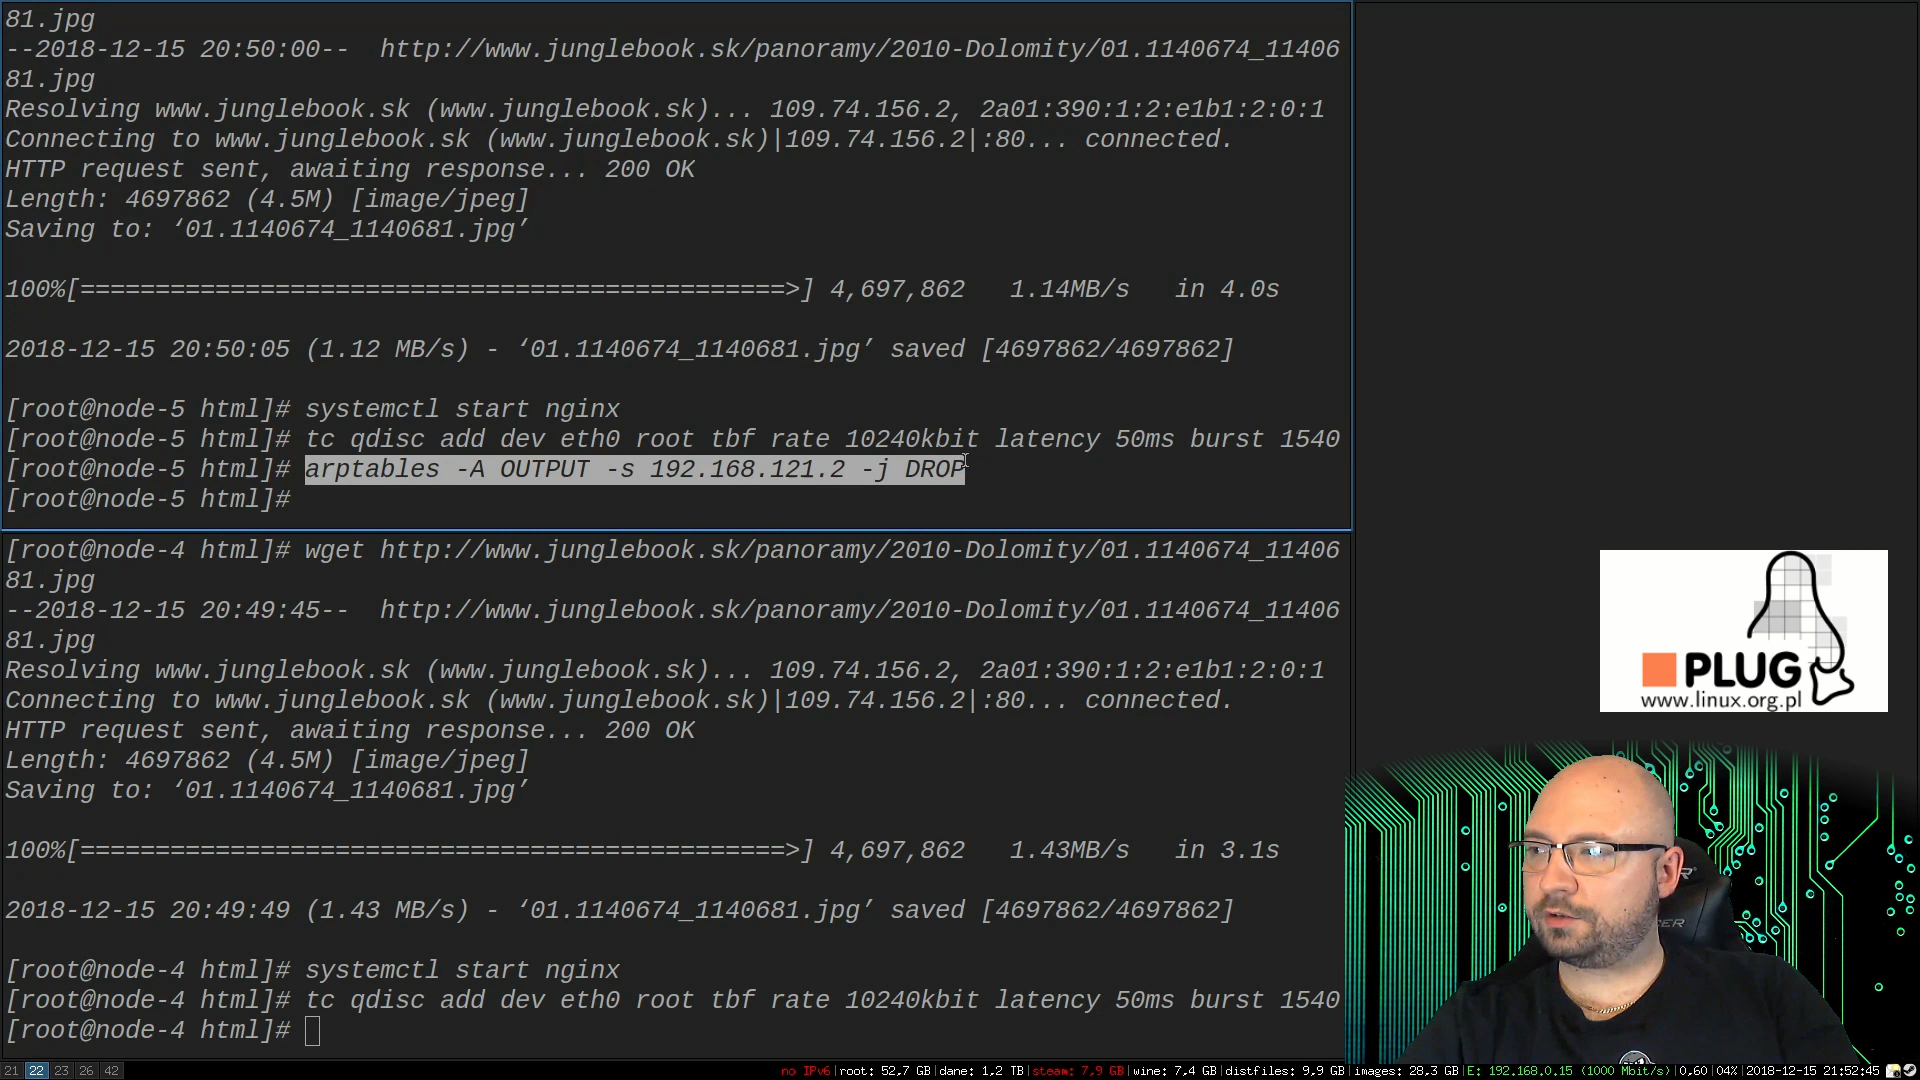 81.jpg
--2018-12-15 20:50:00--  http://www.junglebook.sk/panoramy/2010-Dolomity/01.1140674_11406
81.jpg
Resolving www.junglebook.sk (www.junglebook.sk)... 109.74.156.2, 2a01:390:1:2:e1b1:2:0:1
Connecting to www.junglebook.sk (www.junglebook.sk)|109.74.156.2|:80... connected.
HTTP request sent, awaiting response... 200 OK
Length: 4697862 (4.5M) [image/jpeg]
Saving to: ‘01.1140674_1140681.jpg’
100%[===============================================>] 4,697,862   1.14MB/s   in 4.0s
2018-12-15 20:50:05 (1.12 MB/s) - ‘01.1140674_1140681.jpg’ saved [4697862/4697862]
[root@node-5 html]# systemctl start nginx
[root@node-5 html]# tc qdisc add dev eth0 root tbf rate 10240kbit latency 50ms burst 1540
[root@node-5 html]# arptables -A OUTPUT -s 192.168.121.2 -j DROP
[root@node-5 html]#
[root@node-4 html]# wget http://www.junglebook.sk/panoramy/2010-Dolomity/01.1140674_11406
81.jpg
--2018-12-15 20:49:45--  http://www.junglebook.sk/panoramy/2010-Dolomity/01.1140674_11406
81.jpg
Resolving www.junglebook.sk (www.junglebook.sk)... 109.74.156.2, 2a01:390:1:2:e1b1:2:0:1
Connecting to www.junglebook.sk (www.junglebook.sk)|109.74.156.2|:80... connected.
HTTP request sent, awaiting response... 200 OK
Length: 4697862 (4.5M) [image/jpeg]
Saving to: ‘01.1140674_1140681.jpg’
100%[===============================================>] 4,697,862   1.43MB/s   in 3.1s
2018-12-15 20:49:49 (1.43 MB/s) - ‘01.1140674_1140681.jpg’ saved [4697862/4697862]
[root@node-4 html]# systemctl start nginx
[root@node-4 html]# tc qdisc add dev eth0 root tbf rate 10240kbit latency 50ms burst 1540
[root@node-4 html]#
PLUG
www.linux.org.pl
21 22 23 26 42
no IPv6|root: 52,7 GB|dane: 1,2 TB|steam: 7,9 GB|wine: 7,4 GB|distfiles: 9,9 GB|images: 28,3 GB|E: 192.168.0.15 (1000 Mbit/s)|0,60|04%|2018-12-15 21:52:45